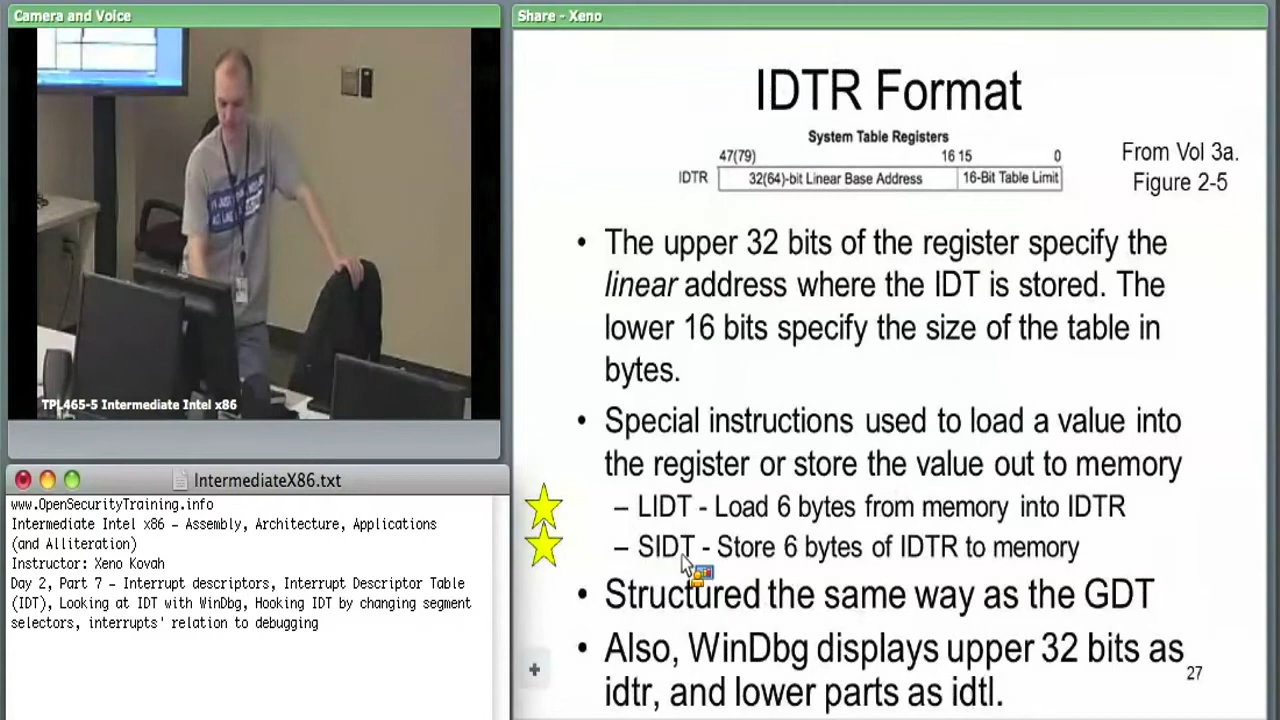 Camera and Voice
TPL465-5 Intermediate Intel x86
IntermediateX86.txt
www.OpenSecurityTraining.info
Intermediate Intel x86 – Assembly, Architecture, Applications
(and Alliteration)
Instructor: Xeno Kovah
Day 2, Part 7 – Interrupt descriptors, Interrupt Descriptor Table
(IDT), Looking at IDT with WinDbg, Hooking IDT by changing segment
selectors, interrupts' relation to debugging
Share - Xeno
IDTR Format
System Table Registers
47(79) 16 15 0
IDTR 32(64)-bit Linear Base Address 16-Bit Table Limit
From Vol 3a.
Figure 2-5
• The upper 32 bits of the register specify the
linear address where the IDT is stored. The
lower 16 bits specify the size of the table in
bytes.
• Special instructions used to load a value into
the register or store the value out to memory
– LIDT - Load 6 bytes from memory into IDTR
– SIDT - Store 6 bytes of IDTR to memory
• Structured the same way as the GDT
• Also, WinDbg displays upper 32 bits as
idtr, and lower parts as idtl.
27